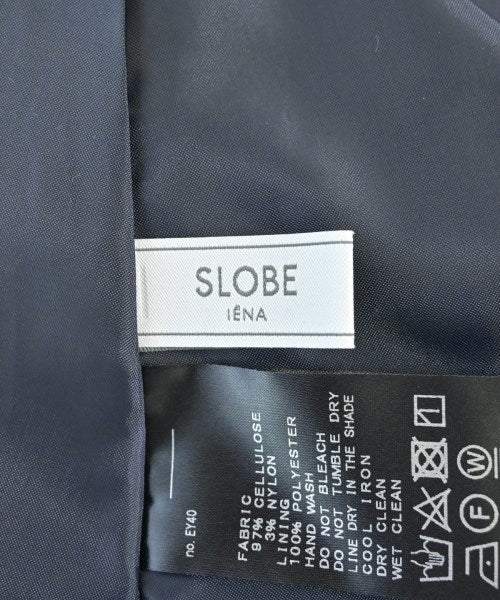 SLOBE
IÉNA
FABRIC
97% CELLULOSE
3% NYLON
LINING
100% POLYESTER
HAND WASH
DO NOT BLEACH
DO NOT TUMBLE DRY
LINE DRY IN THE SHADE
COOL IRON
DRY CLEAN
WET CLEAN
W
F
no. EY40